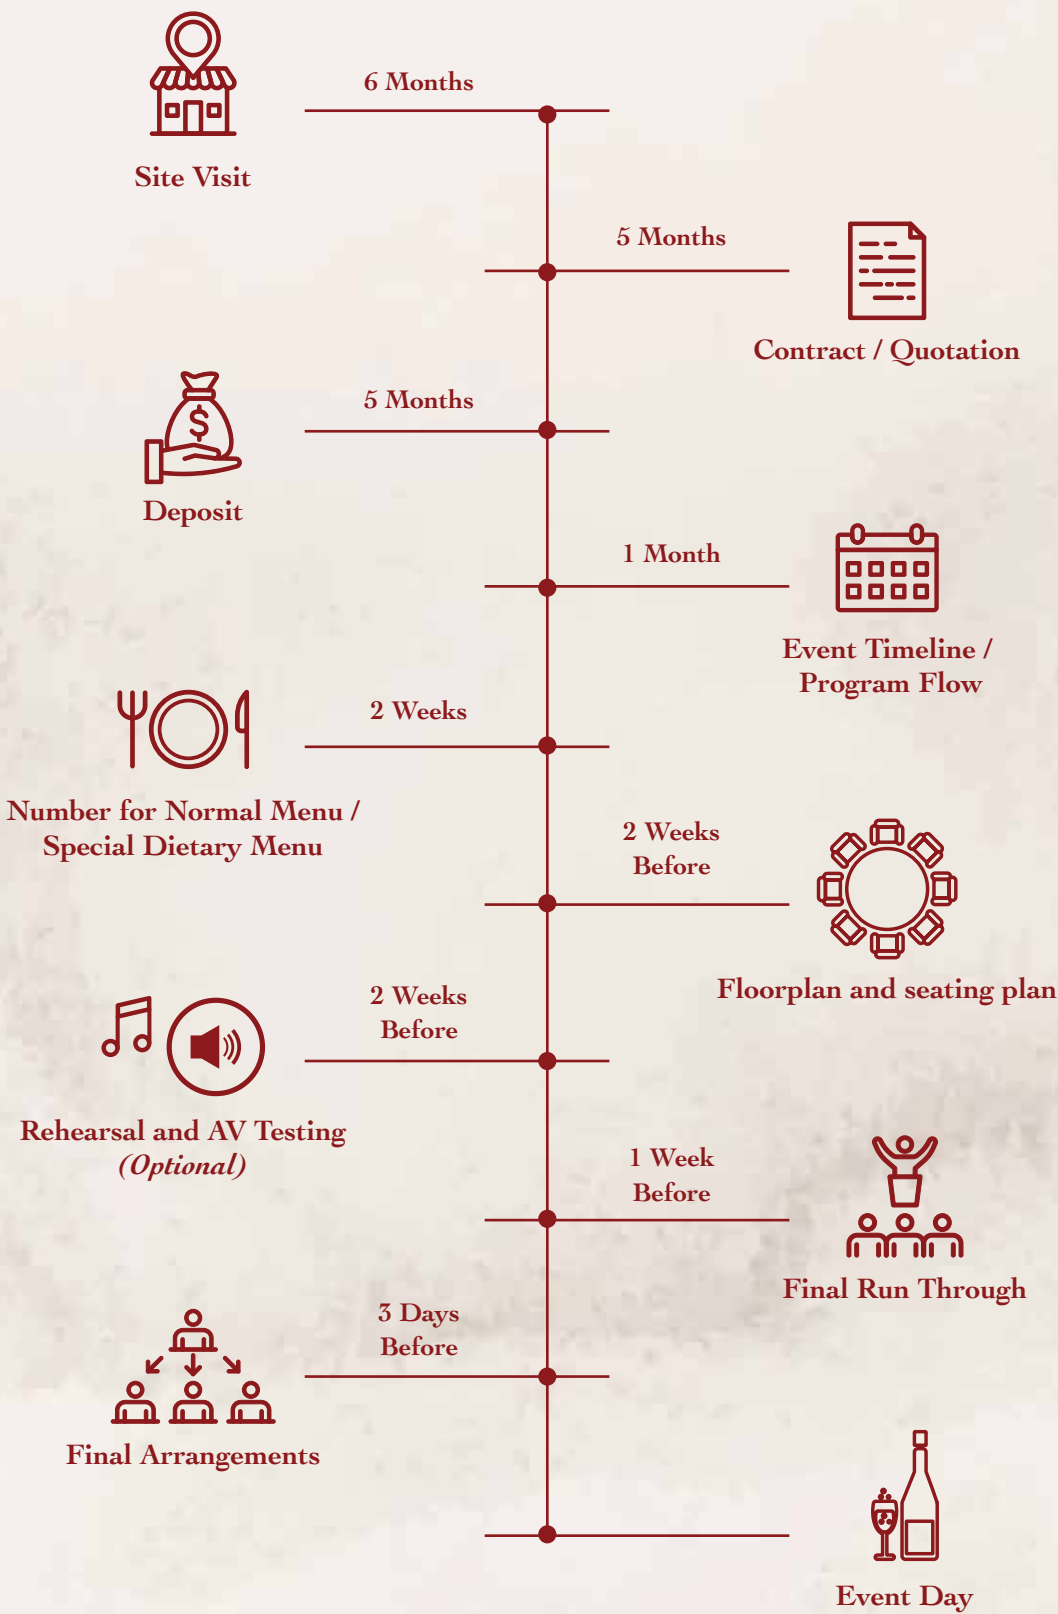 6 Months
Site Visit
5 Months
Contract / Quotation
5 Months
$
Deposit
1 Month
Event Timeline /
Program Flow
2 Weeks
Number for Normal Menu /
Special Dietary Menu
2 Weeks
Before
Floorplan and seating plan
2 Weeks
Before
Rehearsal and AV Testing
(Optional)
1 Week
Before
Final Run Through
3 Days
Before
Final Arrangements
Event Day